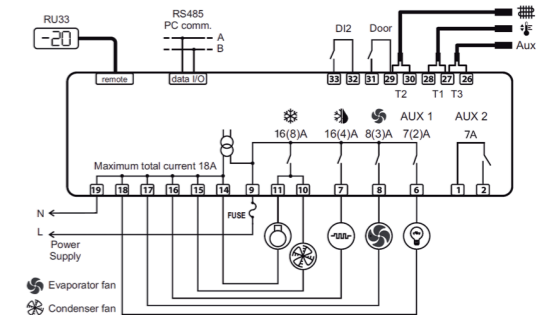 RU33
-20
RS485
PC comm.
A
B
DI2
Door
Aux
remote
data I/O
33 32 31 29 30 28 27 26
T2 T1 T3
16(8)A 16(4)A 8(3)A
AUX 1
7(2)A
AUX 2
7A
Maximum total current 18A
19 18 17 16 15 14 9 11 10 7 8 6 1 2
N
L
FUSE
Power
Supply
Evaporator fan
Condenser fan